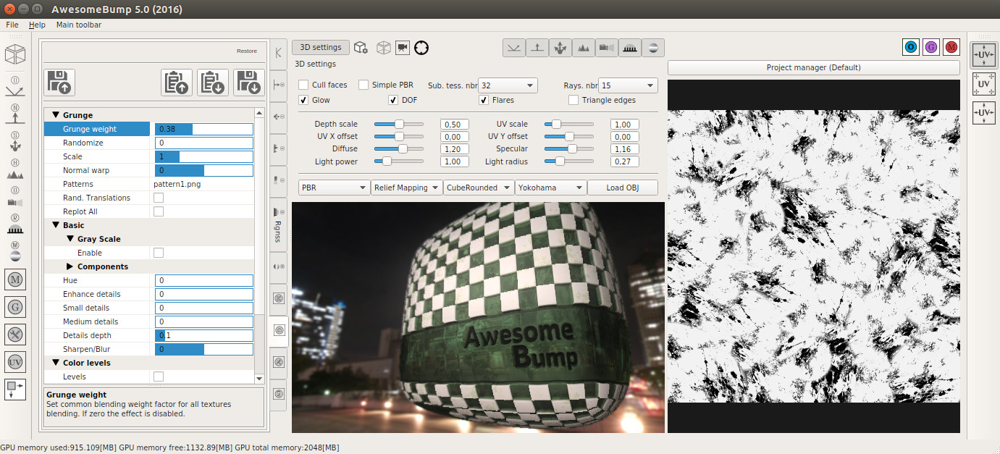 AwesomeBump 5.0 (2016)
File Help Main toolbar
Restore
Grunge
Grunge weight 0.38
Randomize 0
Scale 1
Normal warp 0
Patterns pattern1.png
Rand. Translations
Replot All
Basic
Gray Scale
Enable
Components
Hue 0
Enhance details 0
Small details 0
Medium details 0
Details depth 0.1
Sharpen/Blur 0
Color levels
Levels
Grunge weight
Set common blending weight factor for all textures
blending. If zero the effect is disabled.
Rgnss
3D settings
3D settings
Cull faces Simple PBR Sub. tess. nbr 32 Rays. nbr 15
Glow DOF Flares Triangle edges
Depth scale 0,50 UV scale 1,00
UV X offset 0,00 UV Y offset 0,00
Diffuse 1,20 Specular 1,16
Light power 1,00 Light radius 0,27
PBR Relief Mapping CubeRounded Yokohama Load OBJ
Awesome
Bump
O G M
Project manager (Default)
UV
UV
UV
M
G
UV
GPU memory used:915.109[MB] GPU memory free:1132.89[MB] GPU total memory:2048[MB]